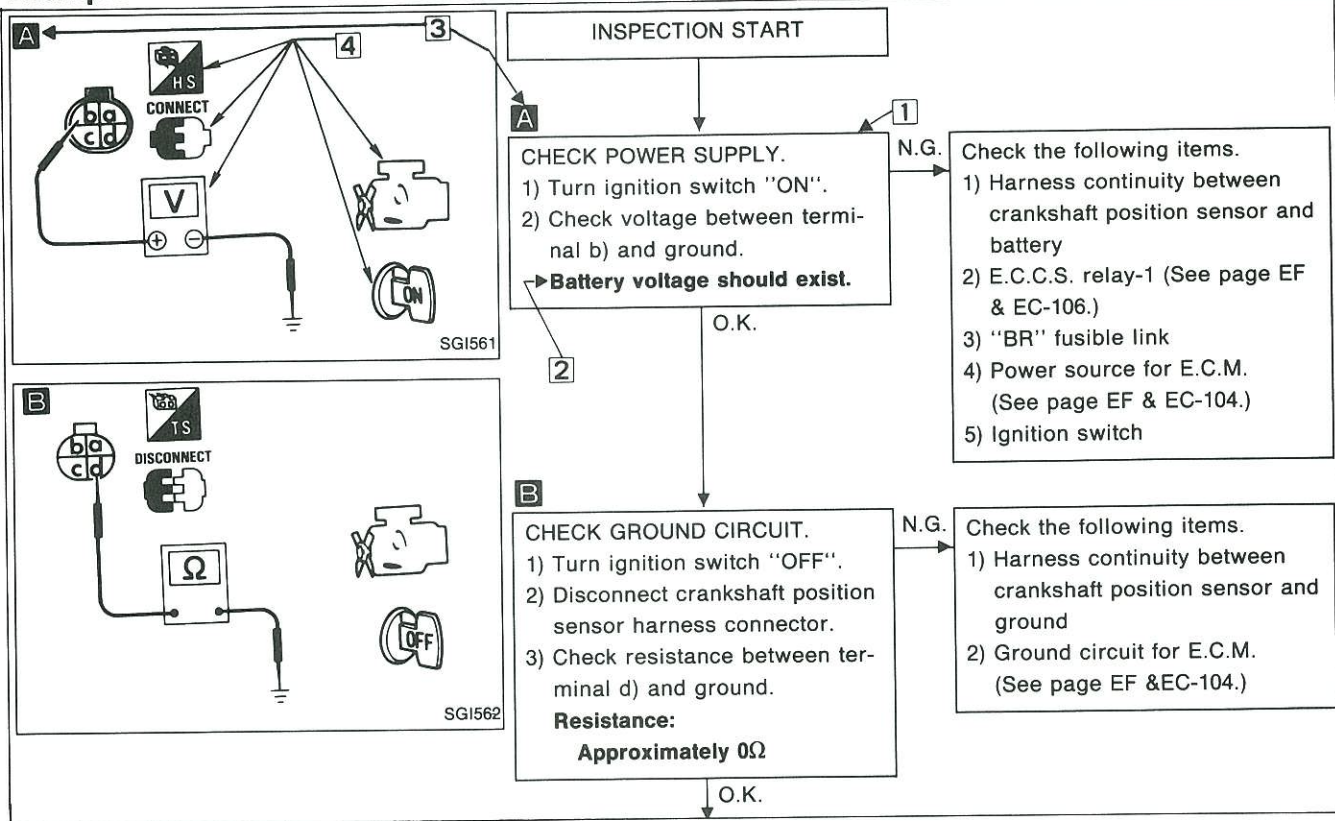 A
3
4
H S
CONNECT
b a
c d
V
⊕ ⊖
ON
SGI561
B
T S
DISCONNECT
b a
c d
Ω
OFF
SGI562
INSPECTION START
A
1
CHECK POWER SUPPLY.
1) Turn ignition switch "ON".
2) Check voltage between termi-
nal b) and ground.
Battery voltage should exist.
2
N.G.
Check the following items.
1) Harness continuity between
crankshaft position sensor and
battery
2) E.C.C.S. relay-1 (See page EF
& EC-106.)
3) "BR" fusible link
4) Power source for E.C.M.
(See page EF & EC-104.)
5) Ignition switch
O.K.
B
CHECK GROUND CIRCUIT.
1) Turn ignition switch "OFF".
2) Disconnect crankshaft position
sensor harness connector.
3) Check resistance between ter-
minal d) and ground.
Resistance:
Approximately 0Ω
N.G.
Check the following items.
1) Harness continuity between
crankshaft position sensor and
ground
2) Ground circuit for E.C.M.
(See page EF &EC-104.)
O.K.